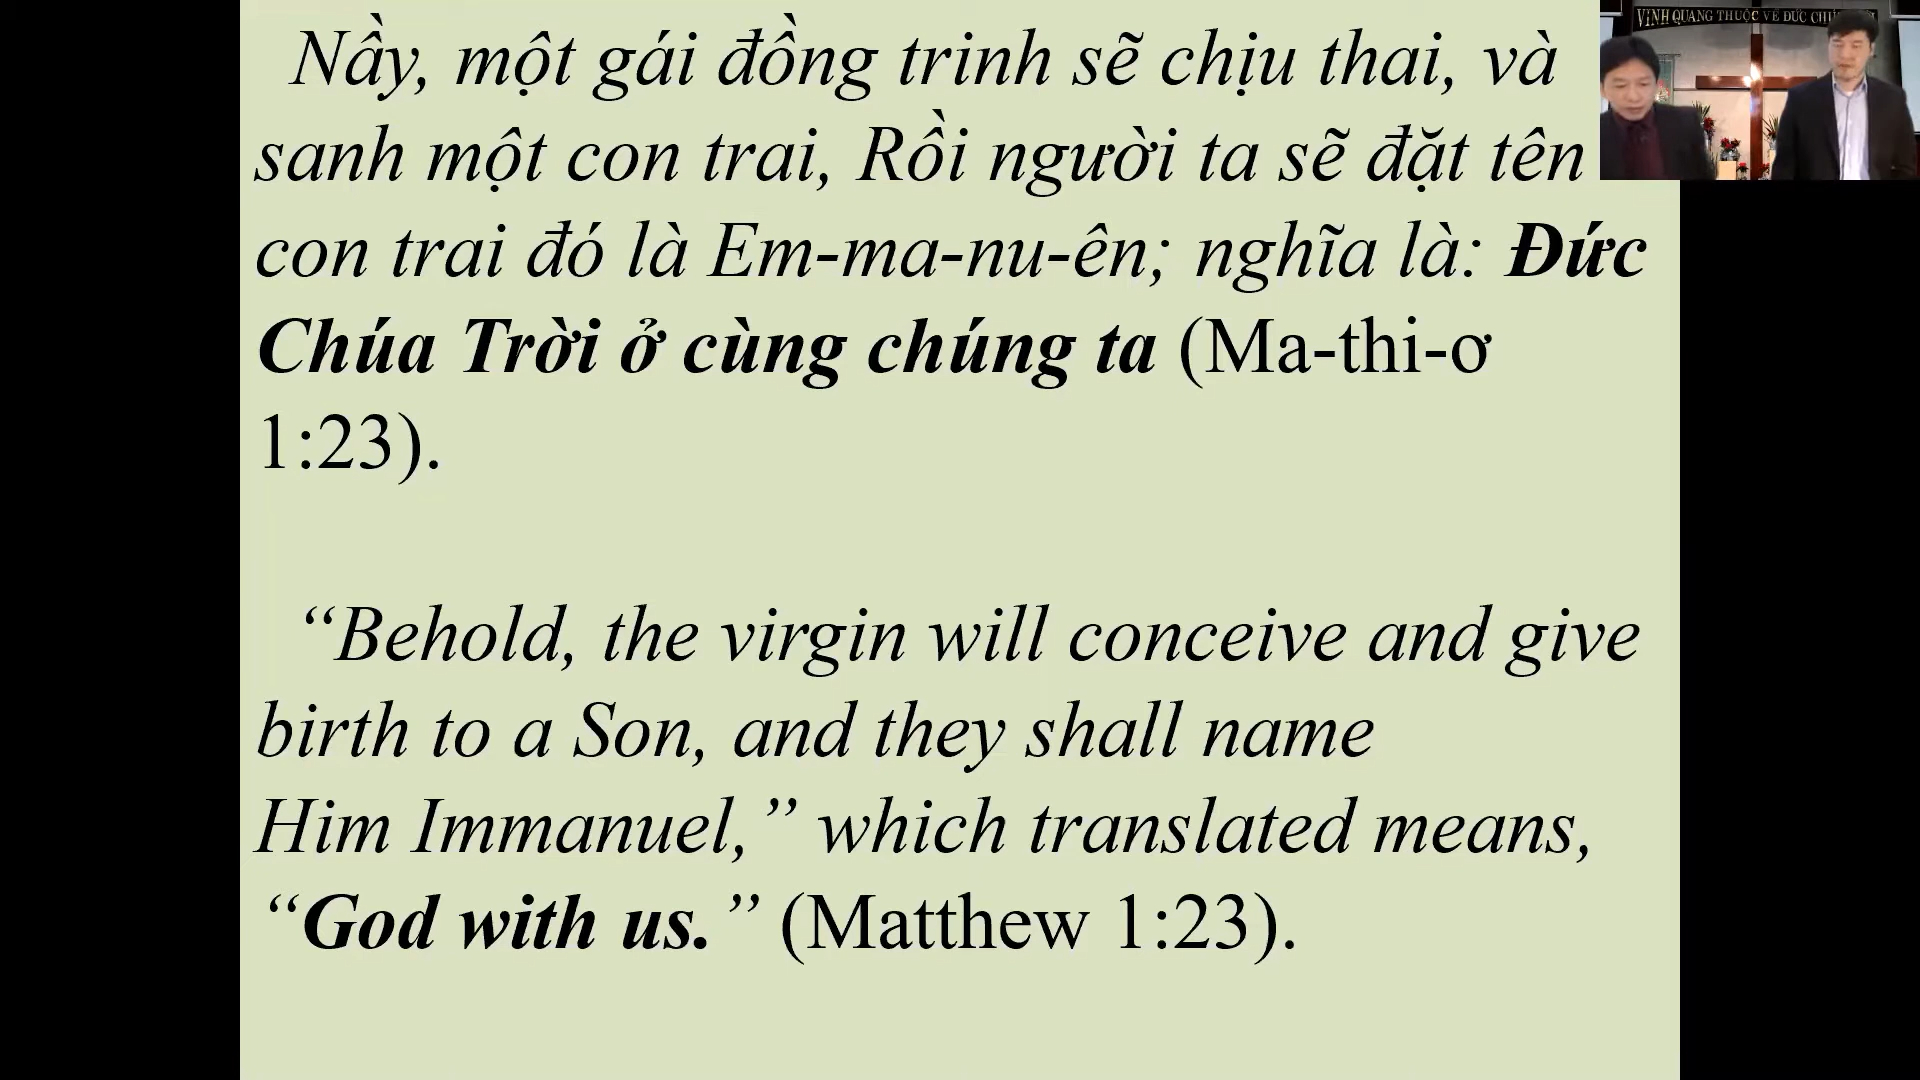 VINH QUANG THUỘC VỀ ĐỨC
Nầy, một gái đồng trinh sẽ chịu thai, và
sanh một con trai, Rồi người ta sẽ đặt tên
con trai đó là Em-ma-nu-ên; nghĩa là: Đức
Chúa Trời ở cùng chúng ta (Ma-thi-ơ
1:23).
“Behold, the virgin will conceive and give
birth to a Son, and they shall name
Him Immanuel,” which translated means,
“God with us.” (Matthew 1:23).